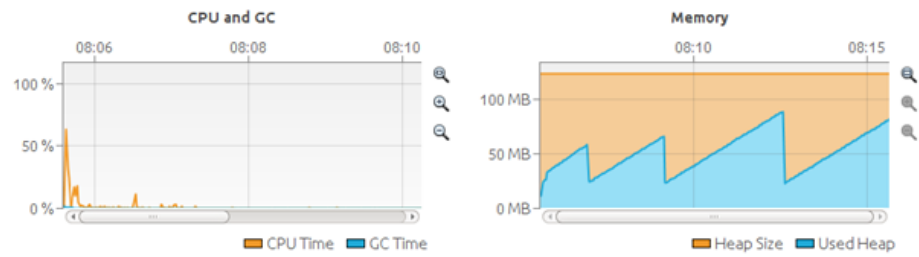 CPU and GC
08:06 08:08 08:10
100 %
50 %
0 %
CPU Time GC Time
Memory
08:10 08:15
100 MB
50 MB
0 MB
Heap Size Used Heap